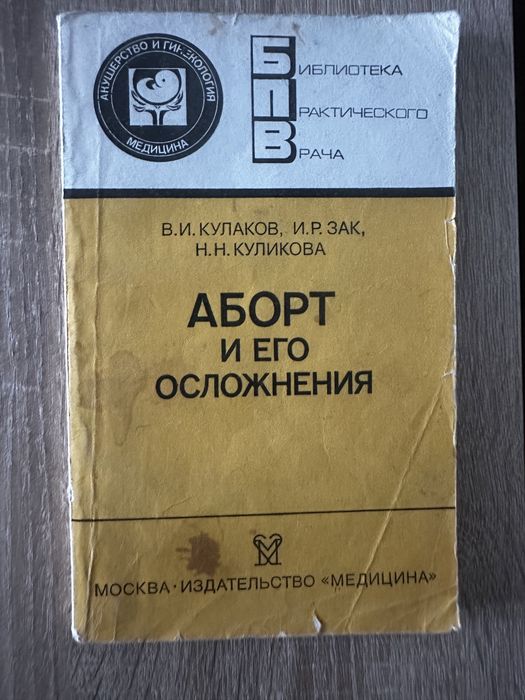 АКУШЕРСТВО И ГИНЕКОЛОГИЯ
МЕДИЦИНА
БИБЛИОТЕКА
ПРАКТИЧЕСКОГО
ВРАЧА
В.И. КУЛАКОВ, И.Р. ЗАК,
Н.Н. КУЛИКОВА
АБОРТ
И ЕГО
ОСЛОЖНЕНИЯ
МОСКВА · ИЗДАТЕЛЬСТВО «МЕДИЦИНА»